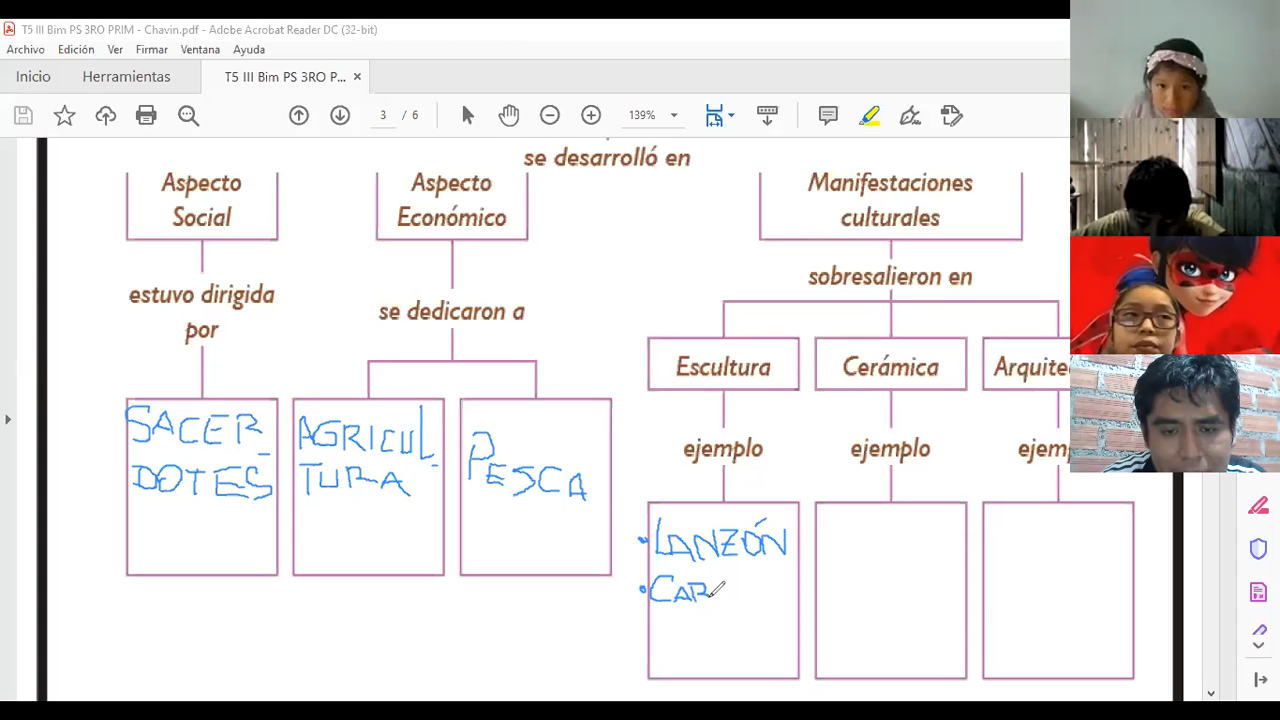 T5 III Bim PS 3RO PRIM - Chavin.pdf - Adobe Acrobat Reader DC (32-bit)
Archivo Edición Ver Firmar Ventana Ayuda
Inicio Herramientas T5 III Bim PS 3RO P... ×
3 / 6 139%
se desarrolló en
Aspecto Social
Aspecto Económico
Manifestaciones culturales
estuvo dirigida por
se dedicaron a
sobresalieron en
Escultura
Cerámica
Arquite
SACER-
DOTES
AGRICUL-
TURA
PESCA
ejemplo
ejemplo
ejemp
• LANZÓN
• CAR